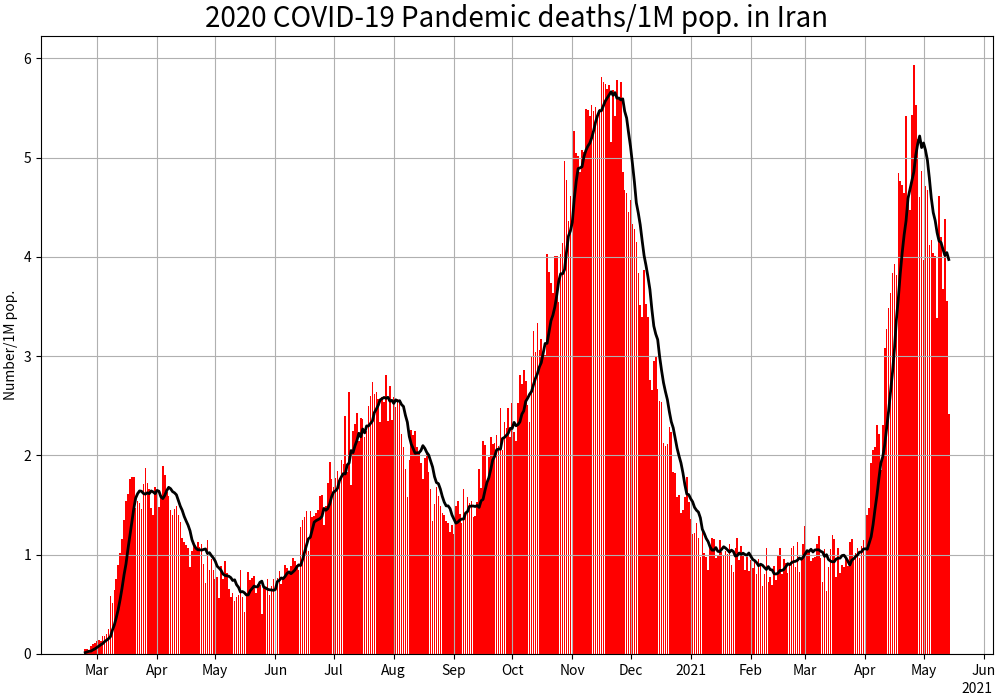 2020 COVID-19 Pandemic deaths/1M pop. in Iran
Number/1M pop.
6
5
4
3
2
1
0
Mar Apr May Jun Jul Aug Sep Oct Nov Dec 2021 Feb Mar Apr May Jun
2021